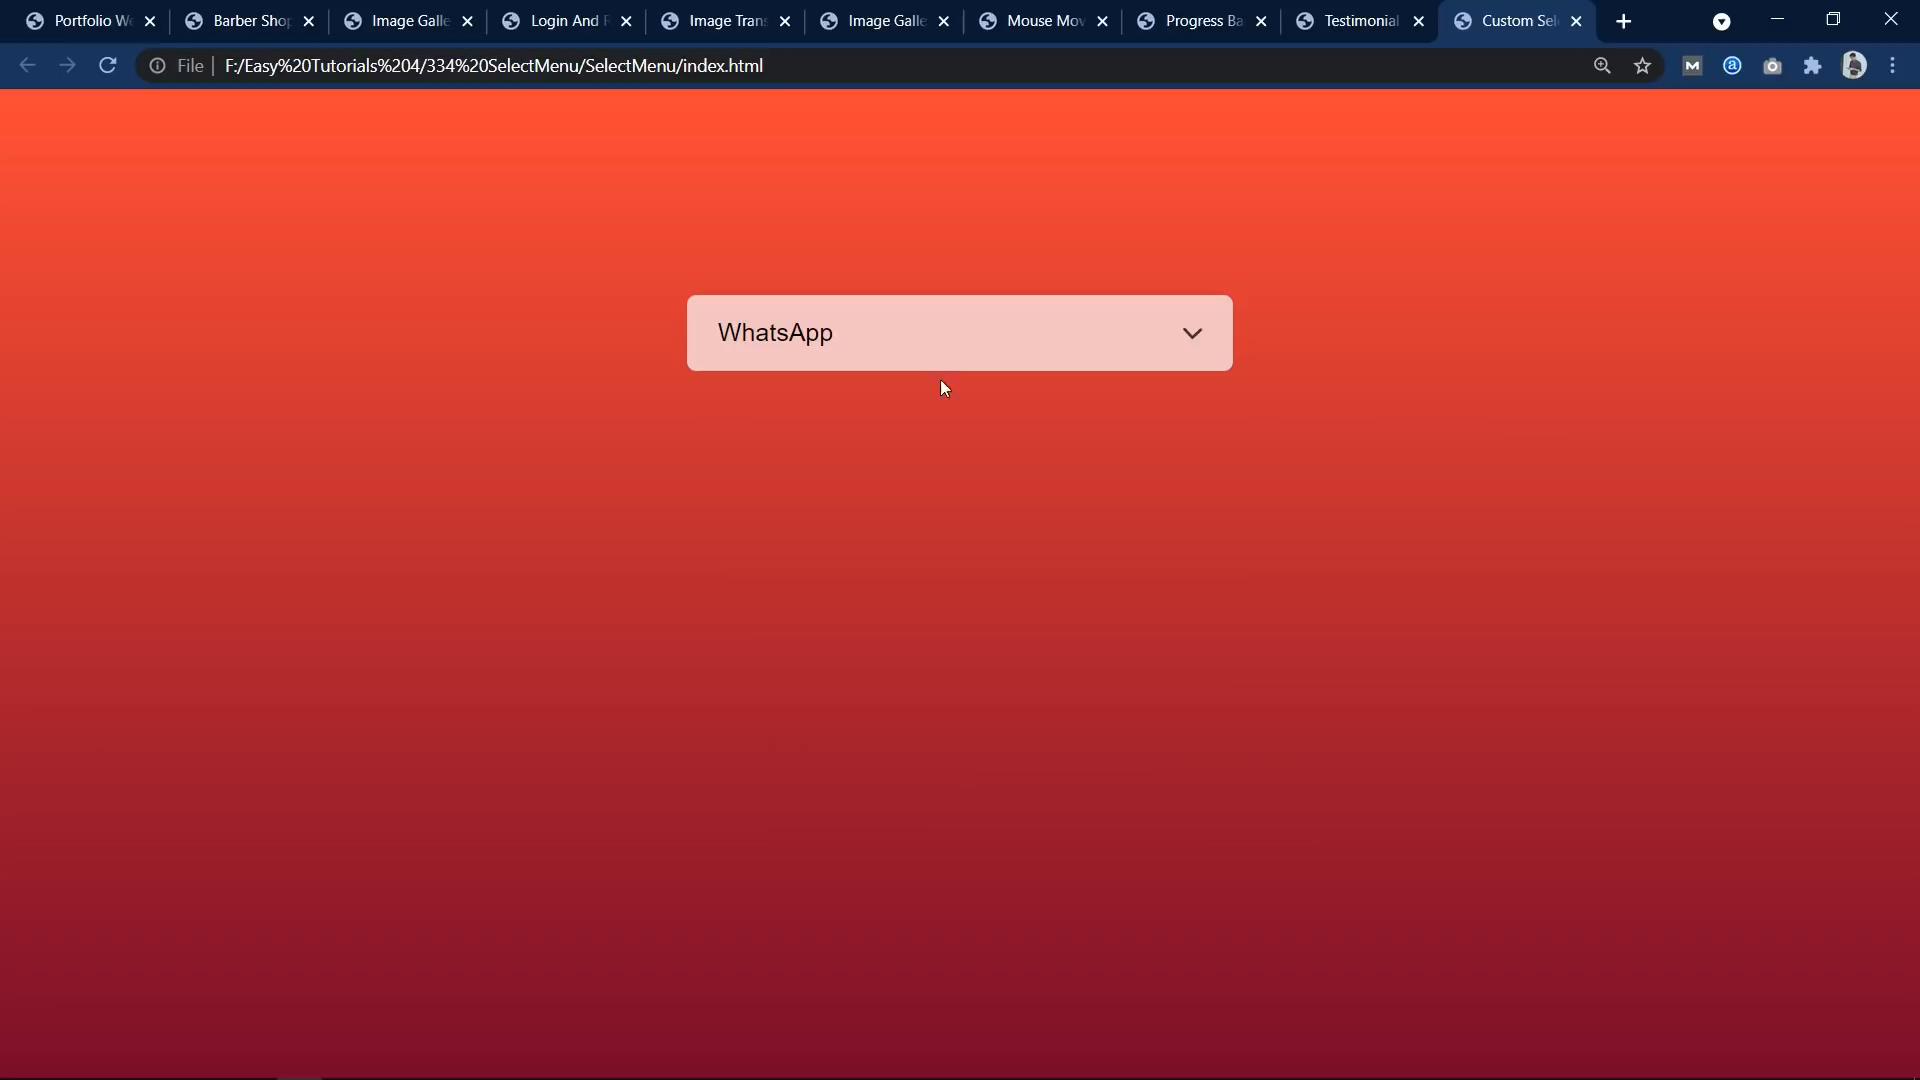 Portfolio We
Barber Shop
Image Galle
Login And R
Image Trans
Image Galle
Mouse Mov
Progress Ba
Testimonial
Custom Sel
File
F:/Easy%20Tutorials%204/334%20SelectMenu/SelectMenu/index.html
WhatsApp